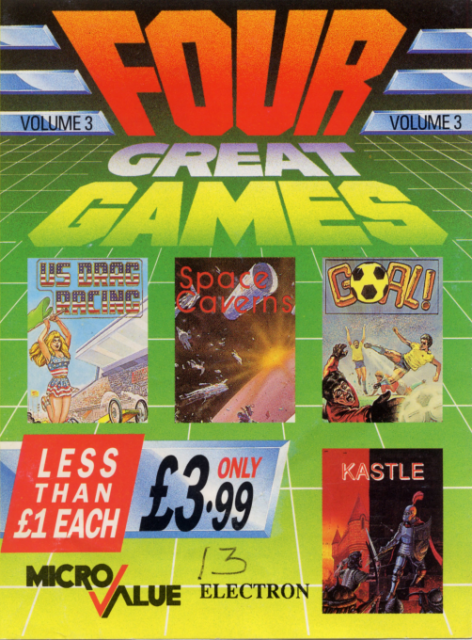 FOUR
VOLUME 3
VOLUME 3
GREAT
GAMES
US DRAG
RACING
Space
Caverns
GOAL!
LESS
THAN
£1 EACH
ONLY
£3.99
KASTLE
MICRO
VALUE
13
ELECTRON